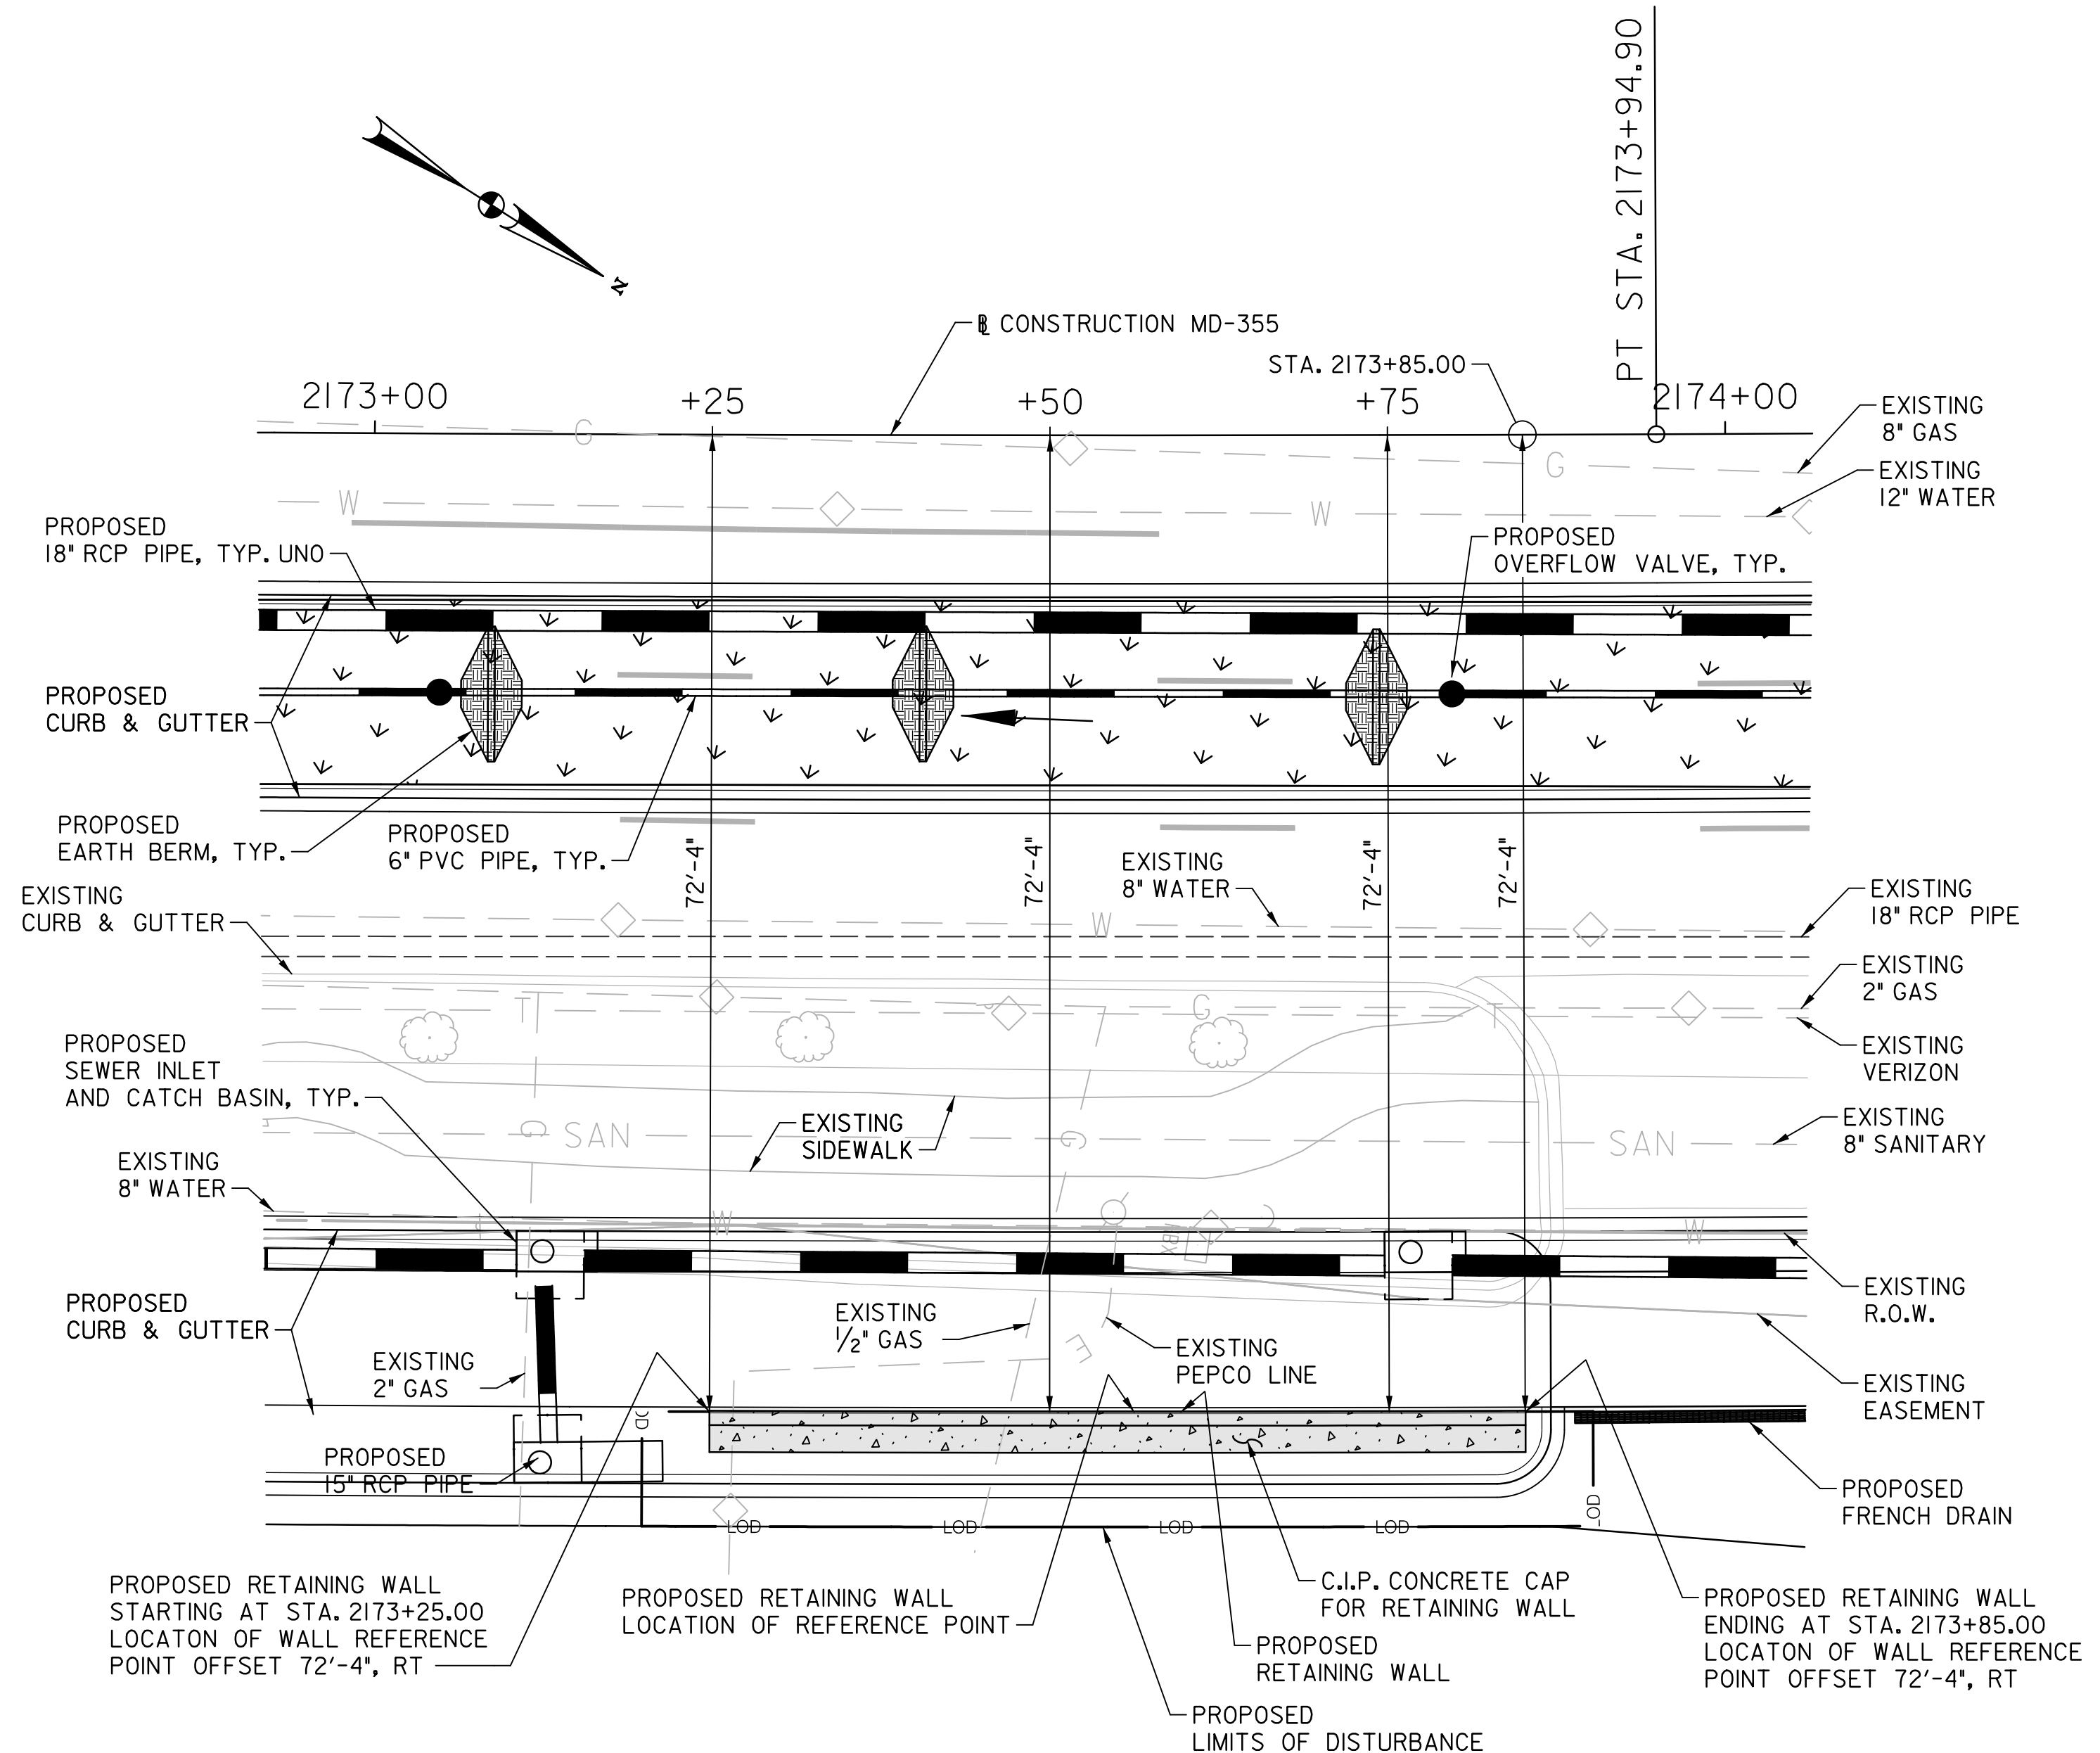 PT STA. 2173+94.90
N
BL CONSTRUCTION MD-355
STA. 2173+85.00
2173+00
+25
+50
+75
2174+00
EXISTING
8" GAS
G
G
EXISTING
12" WATER
W
W
PROPOSED
18" RCP PIPE, TYP. UNO
PROPOSED
OVERFLOW VALVE, TYP.
PROPOSED
CURB & GUTTER
PROPOSED
EARTH BERM, TYP.
PROPOSED
6" PVC PIPE, TYP.
72'-4"
72'-4"
72'-4"
72'-4"
EXISTING
8" WATER
EXISTING
CURB & GUTTER
W
EXISTING
18" RCP PIPE
EXISTING
2" GAS
T
G
T
PROPOSED
SEWER INLET
AND CATCH BASIN, TYP.
EXISTING
VERIZON
G
SAN
EXISTING
SIDEWALK
G
SAN
EXISTING
8" SANITARY
EXISTING
8" WATER
W
C
W
EXISTING
R.O.W.
PROPOSED
CURB & GUTTER
EXISTING
1/2" GAS
E
EXISTING
PEPCO LINE
EXISTING
2" GAS
EXISTING
EASEMENT
PROPOSED
15" RCP PIPE
PROPOSED
FRENCH DRAIN
LOD
LOD
LOD
LOD
LOD
PROPOSED RETAINING WALL
STARTING AT STA. 2173+25.00
LOCATON OF WALL REFERENCE
POINT OFFSET 72'-4", RT
PROPOSED RETAINING WALL
LOCATION OF REFERENCE POINT
C.I.P. CONCRETE CAP
FOR RETAINING WALL
PROPOSED
RETAINING WALL
PROPOSED RETAINING WALL
ENDING AT STA. 2173+85.00
LOCATON OF WALL REFERENCE
POINT OFFSET 72'-4", RT
PROPOSED
LIMITS OF DISTURBANCE